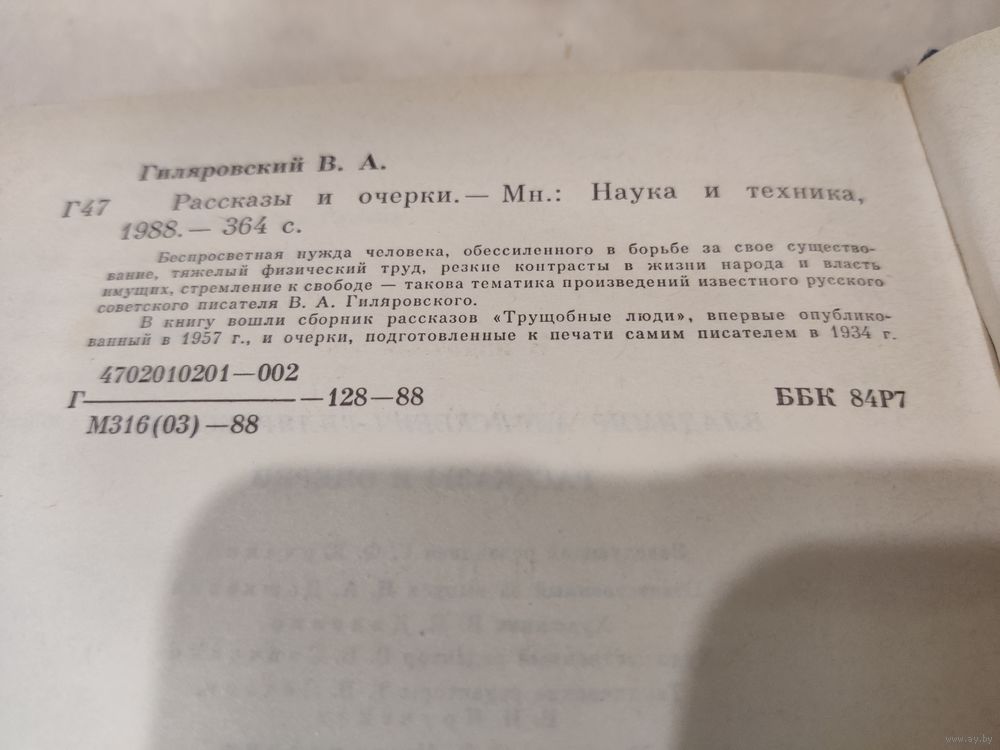 Гиляровский В. А.
Г47 Рассказы и очерки.— Мн.: Наука и техника,
1988.— 364 с.
Беспросветная нужда человека, обессиленного в борьбе за свое существо-
вание, тяжелый физический труд, резкие контрасты в жизни народа и власть
имущих, стремление к свободе — такова тематика произведений известного русского
советского писателя В. А. Гиляровского.
В книгу вошли сборник рассказов «Трущобные люди», впервые опублико-
ванный в 1957 г., и очерки, подготовленные к печати самим писателем в 1934 г.
4702010201—002
Г —128—88 ББК 84Р7
М316(03)—88
www.ay.by